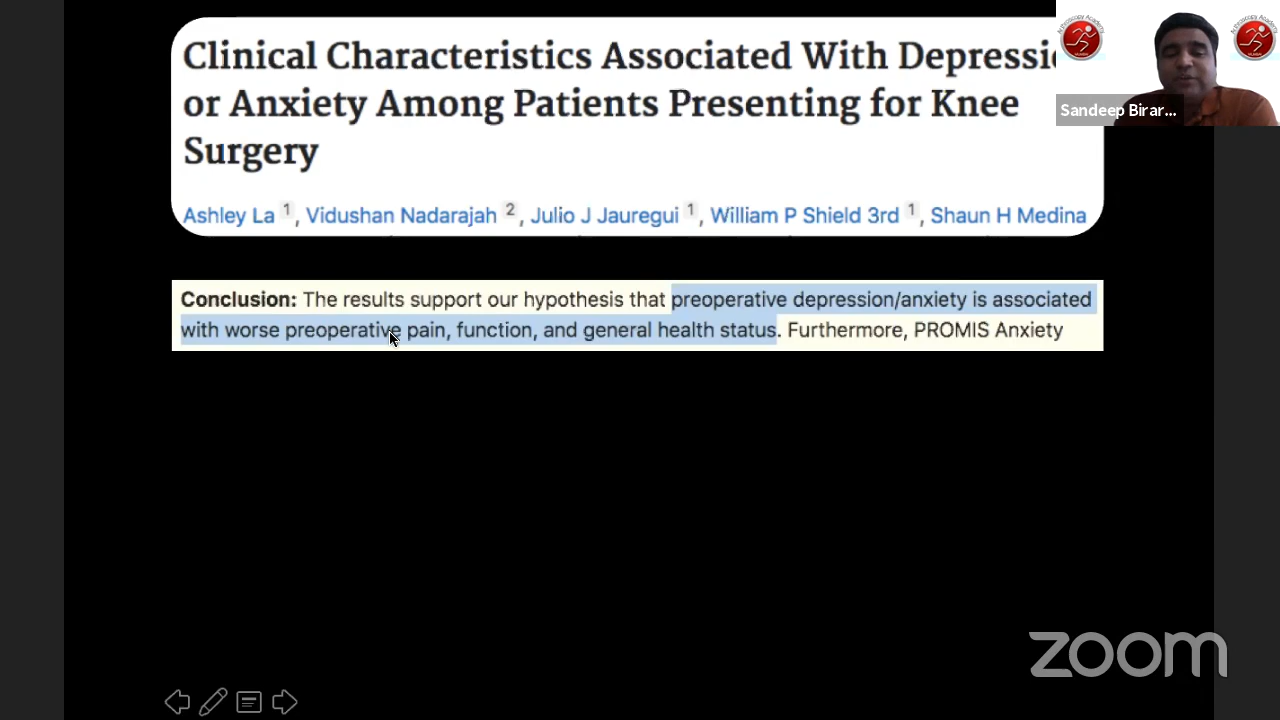 Clinical Characteristics Associated With Depressi
or Anxiety Among Patients Presenting for Knee
Surgery
Ashley La 1, Vidushan Nadarajah 2, Julio J Jauregui 1, William P Shield 3rd 1, Shaun H Medina
Conclusion: The results support our hypothesis that preoperative depression/anxiety is associated
with worse preoperative pain, function, and general health status. Furthermore, PROMIS Anxiety
Sandeep Birar...
zoom